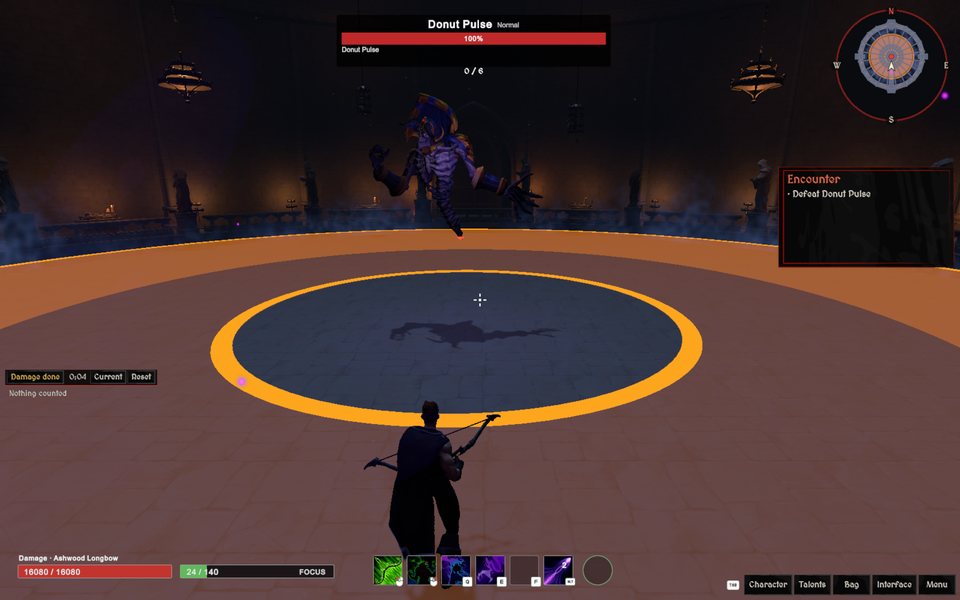 Donut Pulse Normal
100%
Donut Pulse
0/6
N
W E
S
Encounter
· Defeat Donut Pulse
Damage done 0:04 Current Reset
Nothing counted
Damage · Ashwood Longbow
16080 / 16080
24 / 140 FOCUS
Q E F 2
TAB Character Talents Bag Interface Menu